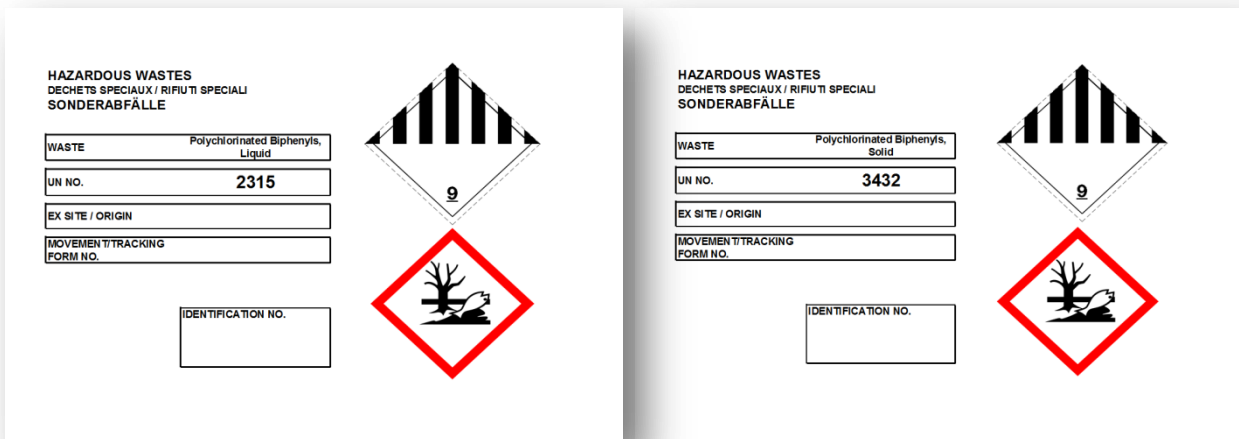 HAZARDOUS WASTES
DECHETS SPECIAUX / RIFIUTI SPECIALI
SONDERABFÄLLE
WASTE Polychlorinated Biphenyls,
Liquid
UN NO. 2315
EX SITE / ORIGIN
MOVEMENT/TRACKING
FORM NO.
IDENTIFICATION NO.
9
HAZARDOUS WASTES
DECHETS SPECIAUX / RIFIUTI SPECIALI
SONDERABFÄLLE
WASTE Polychlorinated Biphenyls,
Solid
UN NO. 3432
EX SITE / ORIGIN
MOVEMENT/TRACKING
FORM NO.
IDENTIFICATION NO.
9